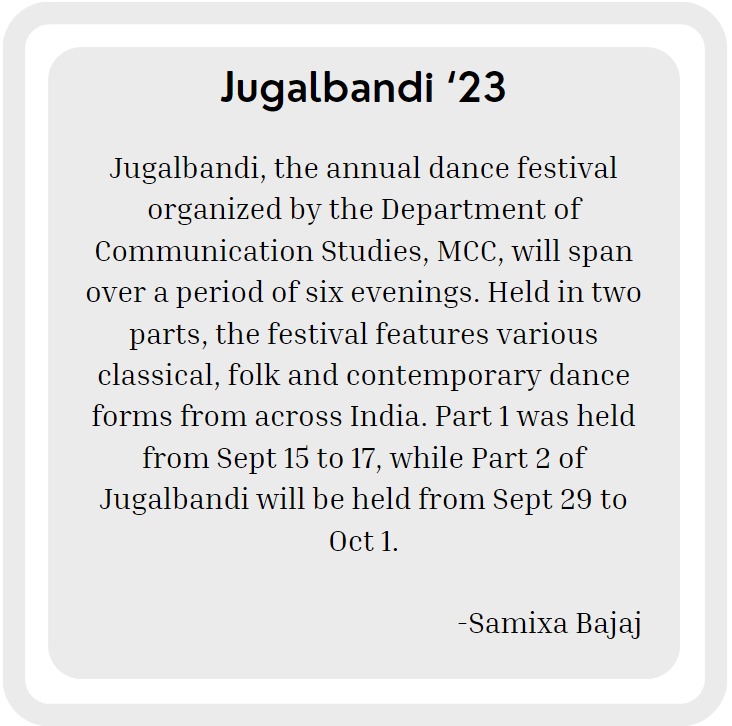 Jugalbandi ‘23
Jugalbandi, the annual dance festival
organized by the Department of
Communication Studies, MCC, will span
over a period of six evenings. Held in two
parts, the festival features various
classical, folk and contemporary dance
forms from across India. Part 1 was held
from Sept 15 to 17, while Part 2 of
Jugalbandi will be held from Sept 29 to
Oct 1.
-Samixa Bajaj